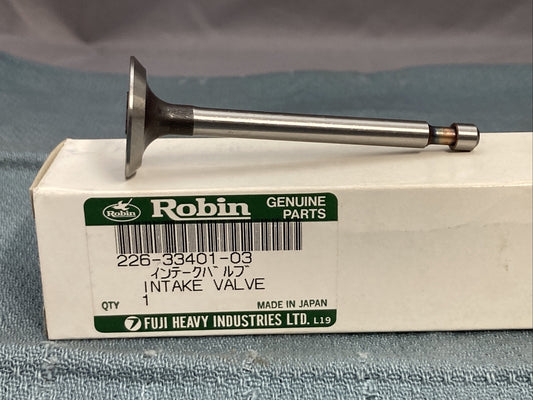 Robin
Robin GENUINE PARTS
226-33401-03
インテークバルブ
INTAKE VALVE
QTY 1
MADE IN JAPAN
7 FUJI HEAVY INDUSTRIES LTD. L19